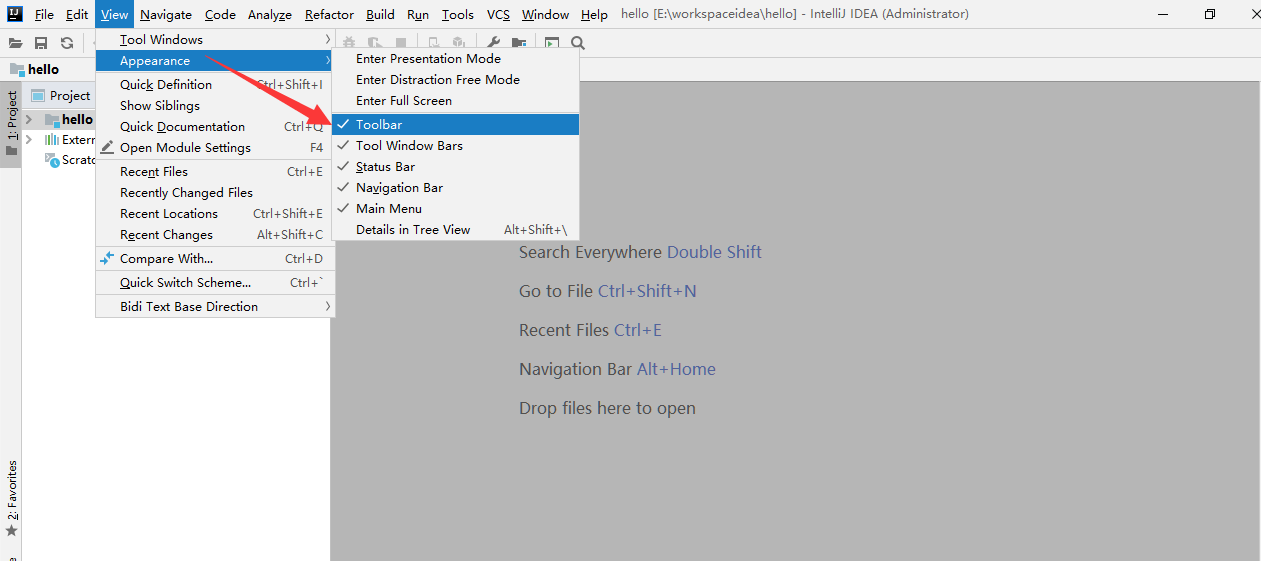 IJ File Edit View Navigate Code Analyze Refactor Build Run Tools VCS Window Help hello [E:\workspaceidea\hello] - IntelliJ IDEA (Administrator)
hello
1: Project
Project
hello
Extern
Scratc
2: Favorites
Tool Windows
Appearance
Quick Definition Ctrl+Shift+I
Show Siblings
Quick Documentation Ctrl+Q
Open Module Settings F4
Recent Files Ctrl+E
Recently Changed Files
Recent Locations Ctrl+Shift+E
Recent Changes Alt+Shift+C
Compare With... Ctrl+D
Quick Switch Scheme... Ctrl+`
Bidi Text Base Direction
Enter Presentation Mode
Enter Distraction Free Mode
Enter Full Screen
Toolbar
Tool Window Bars
Status Bar
Navigation Bar
Main Menu
Details in Tree View Alt+Shift+\
Search Everywhere Double Shift
Go to File Ctrl+Shift+N
Recent Files Ctrl+E
Navigation Bar Alt+Home
Drop files here to open